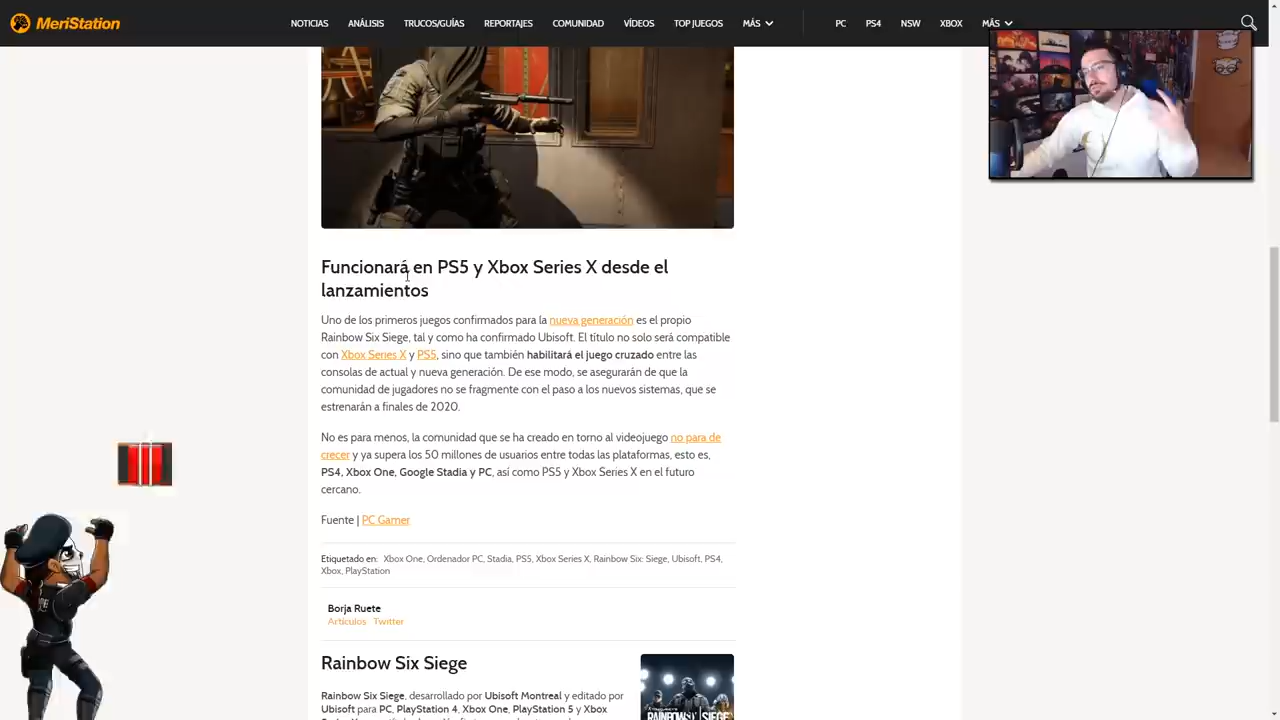 MeriStation
NOTICIAS ANÁLISIS TRUCOS/GUÍAS REPORTAJES COMUNIDAD VÍDEOS TOP JUEGOS MÁS PC PS4 NSW XBOX MÁS
Funcionará en PS5 y Xbox Series X desde el
lanzamientos
Uno de los primeros juegos confirmados para la nueva generación es el propio
Rainbow Six Siege, tal y como ha confirmado Ubisoft. El título no solo será compatible
con Xbox Series X y PS5, sino que también habilitará el juego cruzado entre las
consolas de actual y nueva generación. De ese modo, se asegurarán de que la
comunidad de jugadores no se fragmente con el paso a los nuevos sistemas, que se
estrenarán a finales de 2020.
No es para menos, la comunidad que se ha creado en torno al videojuego no para de
crecer y ya supera los 50 millones de usuarios entre todas las plataformas, esto es,
PS4, Xbox One, Google Stadia y PC, así como PS5 y Xbox Series X en el futuro
cercano.
Fuente | PC Gamer
Etiquetado en: Xbox One, Ordenador PC, Stadia, PS5, Xbox Series X, Rainbow Six: Siege, Ubisoft, PS4,
Xbox, PlayStation
Borja Ruete
Artículos Twitter
Rainbow Six Siege
Rainbow Six Siege, desarrollado por Ubisoft Montreal y editado por
Ubisoft para PC, PlayStation 4, Xbox One, PlayStation 5 y Xbox
RAINBOW SIX SIEGE